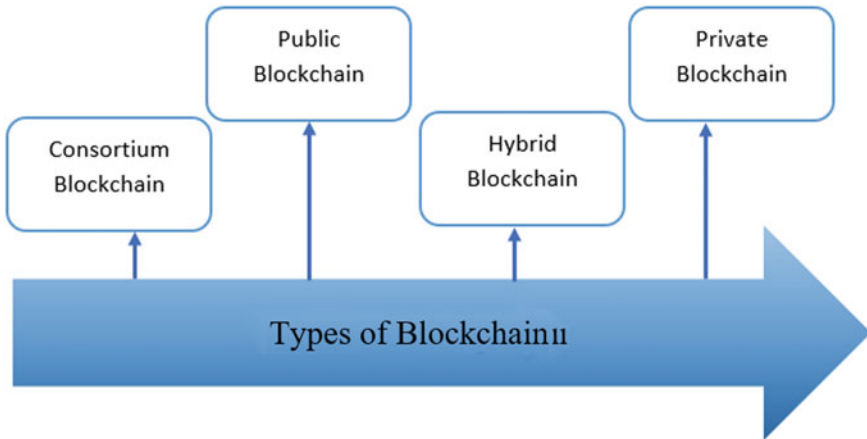 Consortium
Blockchain
Public
Blockchain
Hybrid
Blockchain
Private
Blockchain
Types of Blockchainıı